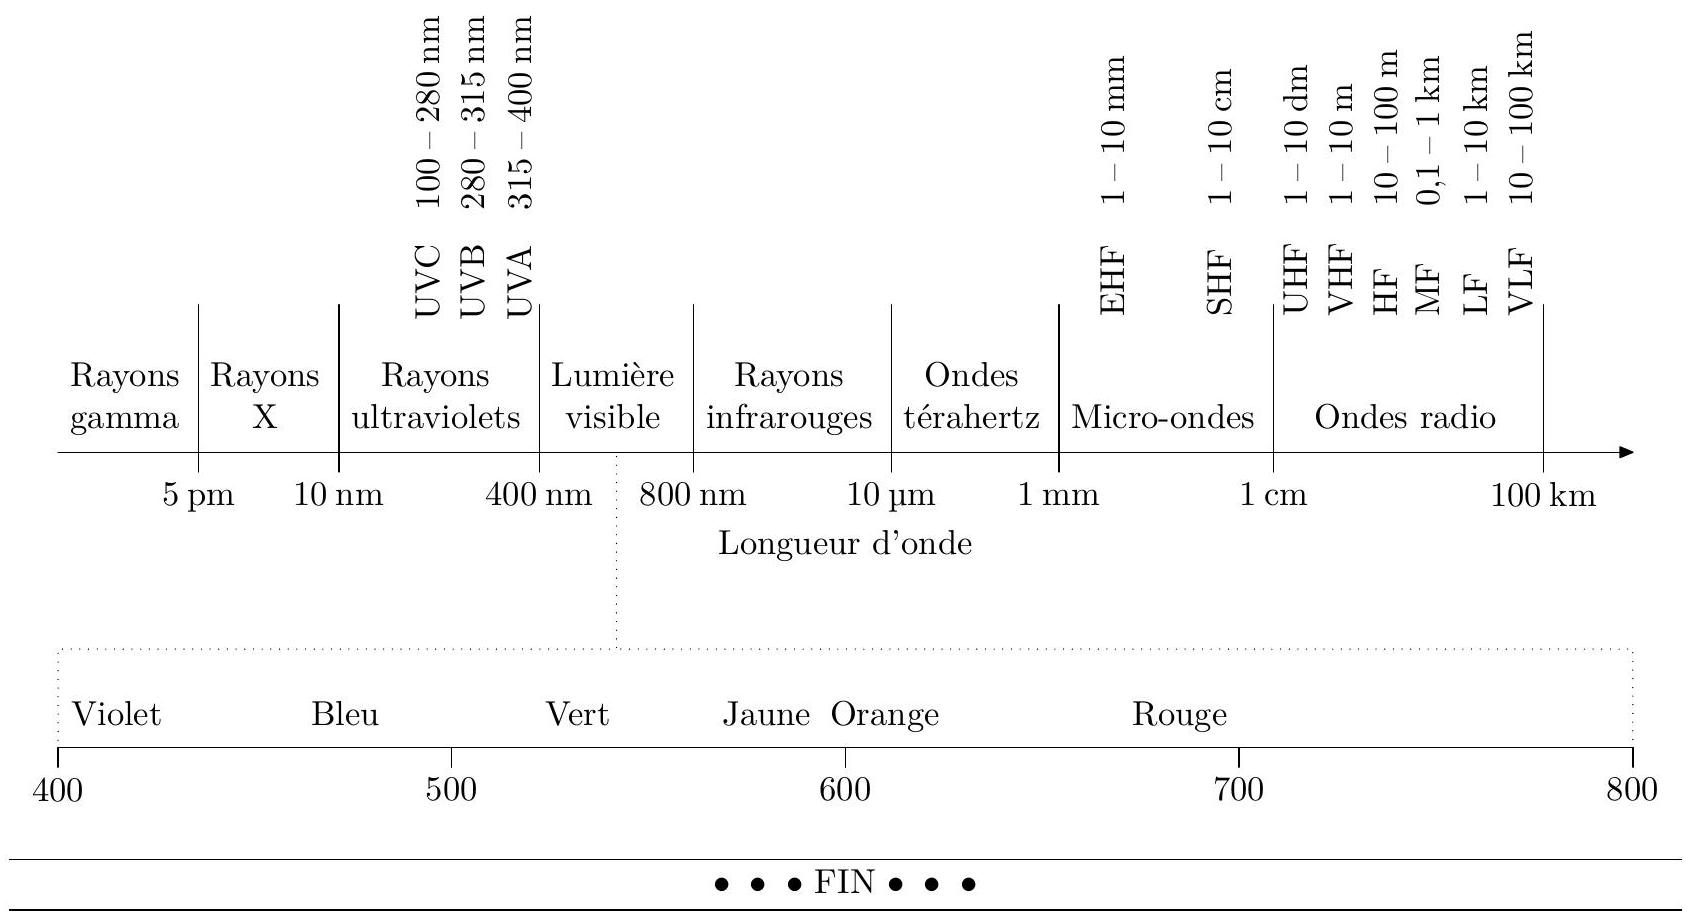 UVC 100 – 280 nm
UVB 280 – 315 nm
UVA 315 – 400 nm
EHF 1 – 10 mm
SHF 1 – 10 cm
UHF 1 – 10 dm
VHF 1 – 10 m
HF 10 – 100 m
MF 0,1 – 1 km
LF 1 – 10 km
VLF 10 – 100 km
Rayons gamma
Rayons X
Rayons ultraviolets
Lumière visible
Rayons infrarouges
Ondes térahertz
Micro-ondes
Ondes radio
5 pm 10 nm 400 nm 800 nm 10 µm 1 mm 1 cm 100 km
Longueur d'onde
Violet Bleu Vert Jaune Orange Rouge
400 500 600 700 800
• • • FIN • • •